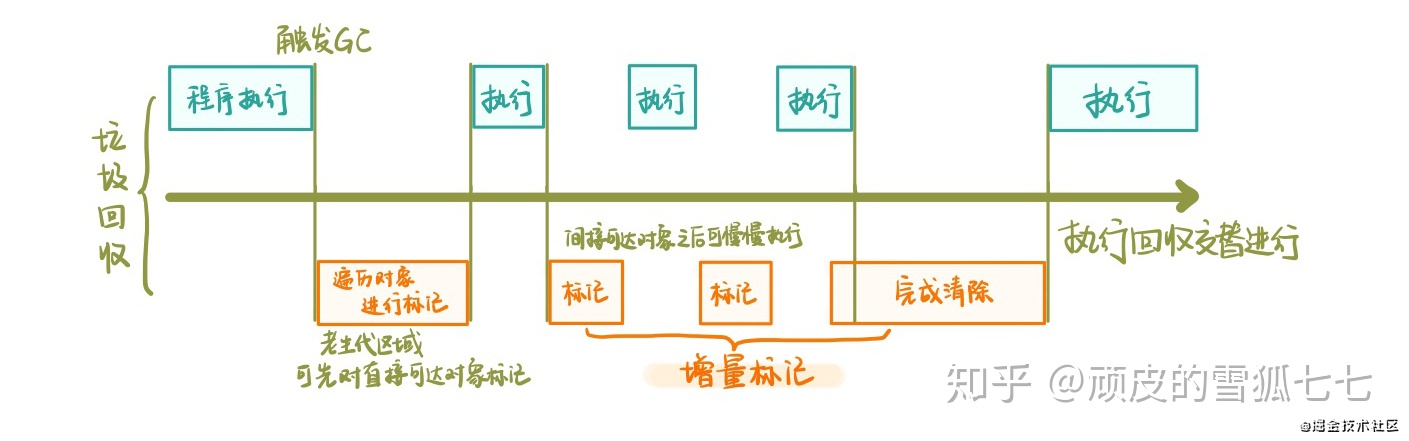 触发GC
程序执行
执行
执行
执行
执行
垃圾回收
间接可达对象之后可慢慢执行
执行回收交替进行
遍历对象
进行标记
标记
标记
完成清除
老生代区域
可先对直接可达对象标记
增量标记
知乎 @顽皮的雪狐七七
@掘金技术社区